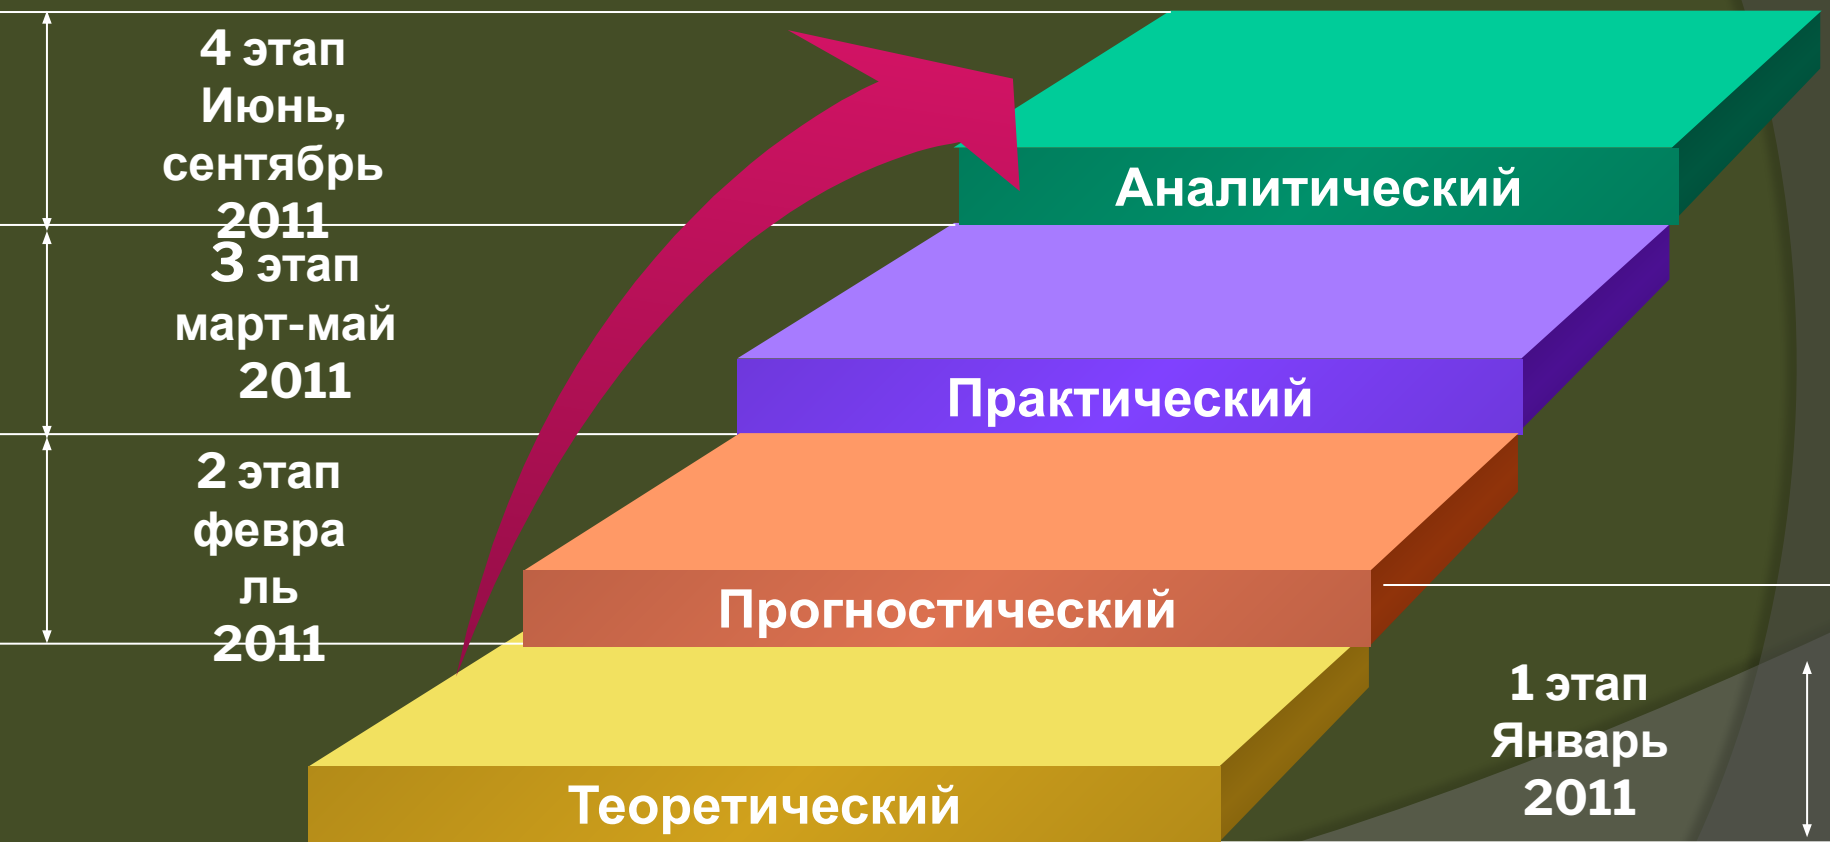 4 этап
Июнь,
сентябрь
2011
Аналитический
3 этап
март-май
2011
Практический
2 этап
февра
ль
2011
Прогностический
1 этап
Январь
2011
Теоретический